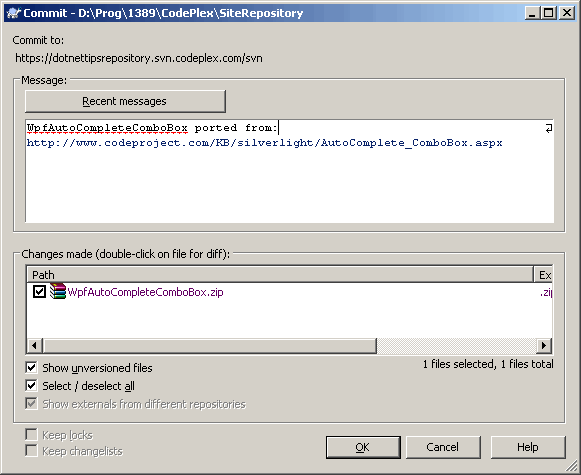 Commit - D:\Prog\1389\CodePlex\SiteRepository
Commit to:
https://dotnettipsrepository.svn.codeplex.com/svn
Message:
Recent messages
WpfAutoCompleteComboBox ported from:
http://www.codeproject.com/KB/silverlight/AutoComplete_ComboBox.aspx
Changes made (double-click on file for diff):
Path Ex
WpfAutoCompleteComboBox.zip .zi
Show unversioned files
1 files selected, 1 files total
Select / deselect all
Show externals from different repositories
Keep locks
Keep changelists
OK Cancel Help